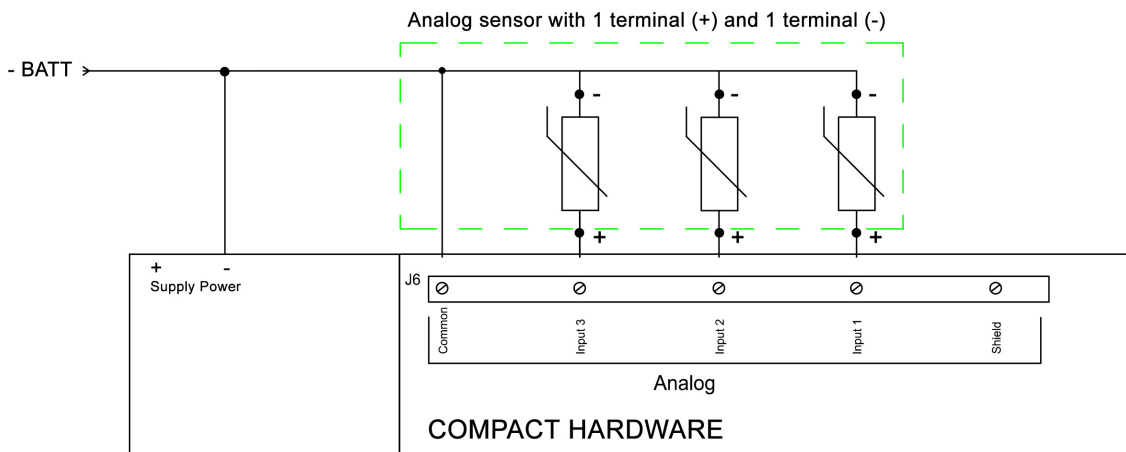 Analog sensor with 1 terminal (+) and 1 terminal (-)
- BATT
- - -
+ + +
+ -
Supply Power
J6
Common
Input 3
Input 2
Input 1
Shield
Analog
COMPACT HARDWARE